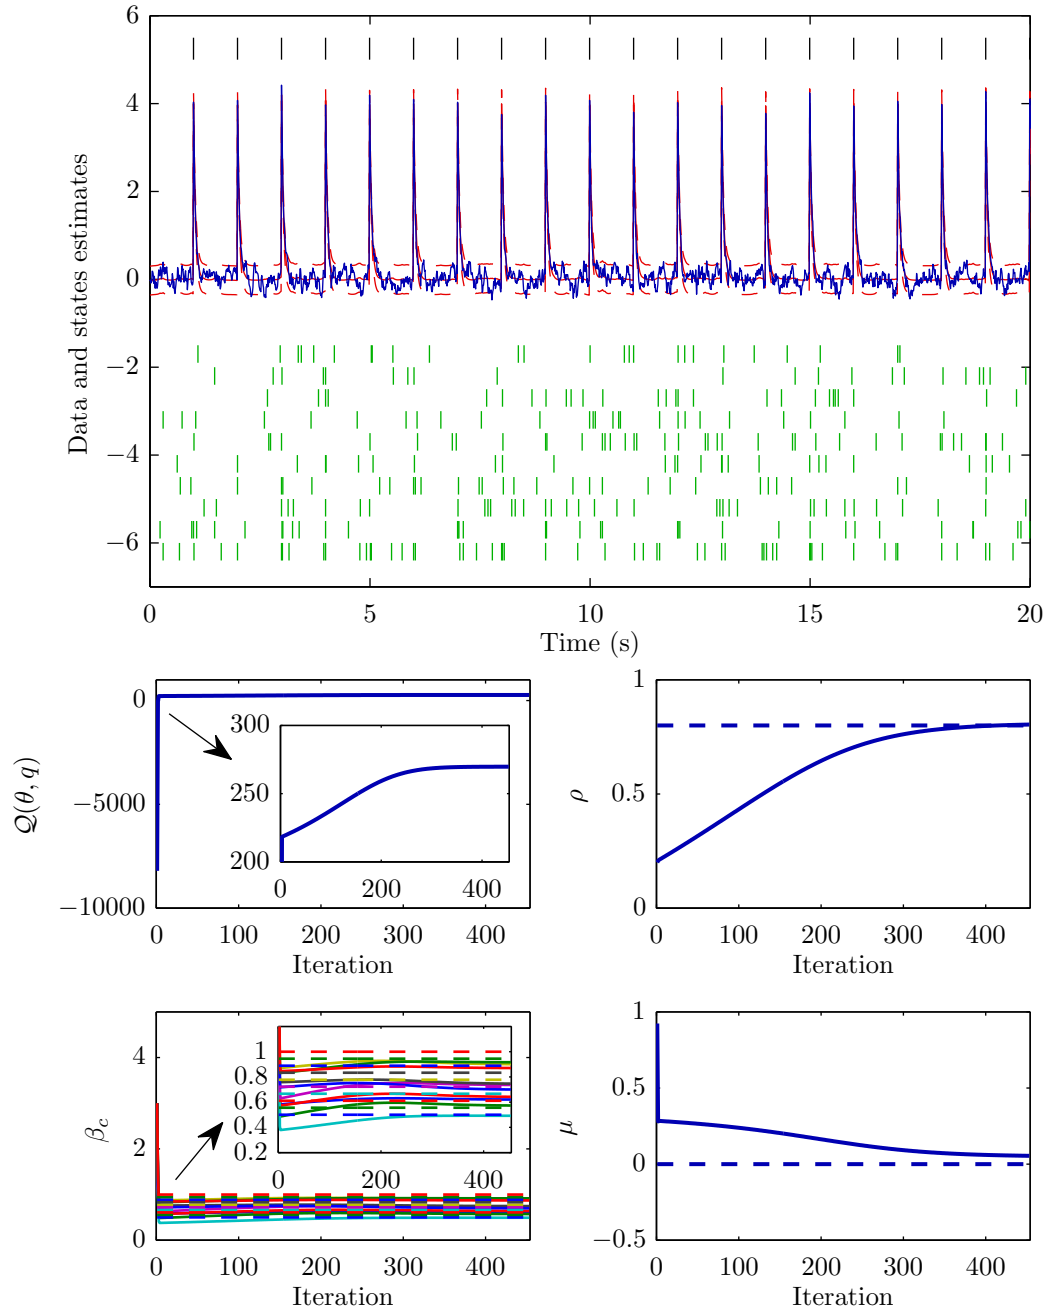 6
4
2
0
−2
−4
−6
Data and states estimates
0 5 10 15 20
Time (s)
0
−5000
−10000
Q(θ, q)
300
250
200
0 200 400
0 100 200 300 400
Iteration
1
0.5
0
ρ
0 100 200 300 400
Iteration
4
2
0
β_c
1
0.8
0.6
0.4
0.2
0 200 400
0 100 200 300 400
Iteration
1
0.5
0
−0.5
μ
0 100 200 300 400
Iteration